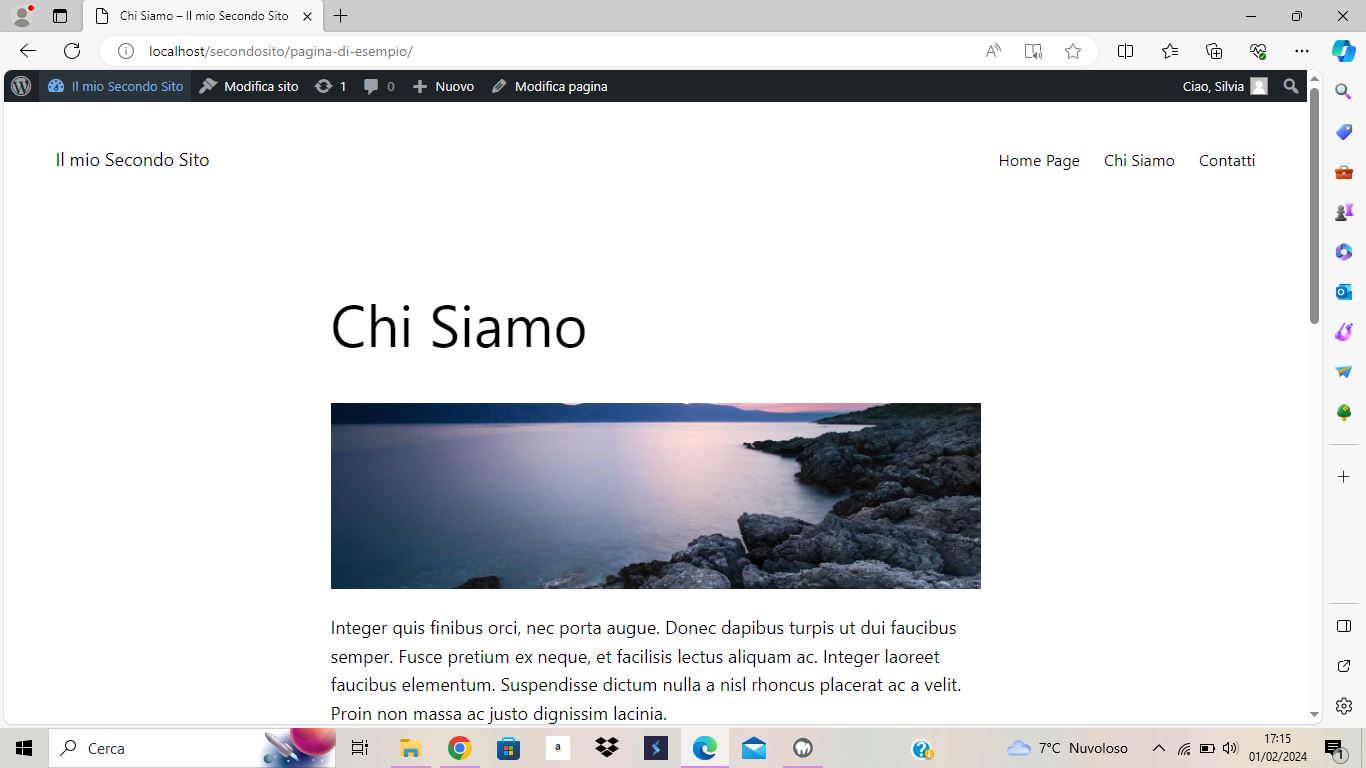 Chi Siamo – Il mio Secondo Sito
localhost/secondosito/pagina-di-esempio/
Il mio Secondo Sito Modifica sito 1 0 Nuovo Modifica pagina Ciao, Silvia
Il mio Secondo Sito Home Page Chi Siamo Contatti
Chi Siamo
Integer quis finibus orci, nec porta augue. Donec dapibus turpis ut dui faucibus
semper. Fusce pretium ex neque, et facilisis lectus aliquam ac. Integer laoreet
faucibus elementum. Suspendisse dictum nulla a nisl rhoncus placerat ac a velit.
Proin non massa ac justo dignissim lacinia.
Cerca a 7°C Nuvoloso 17:15
01/02/2024 1